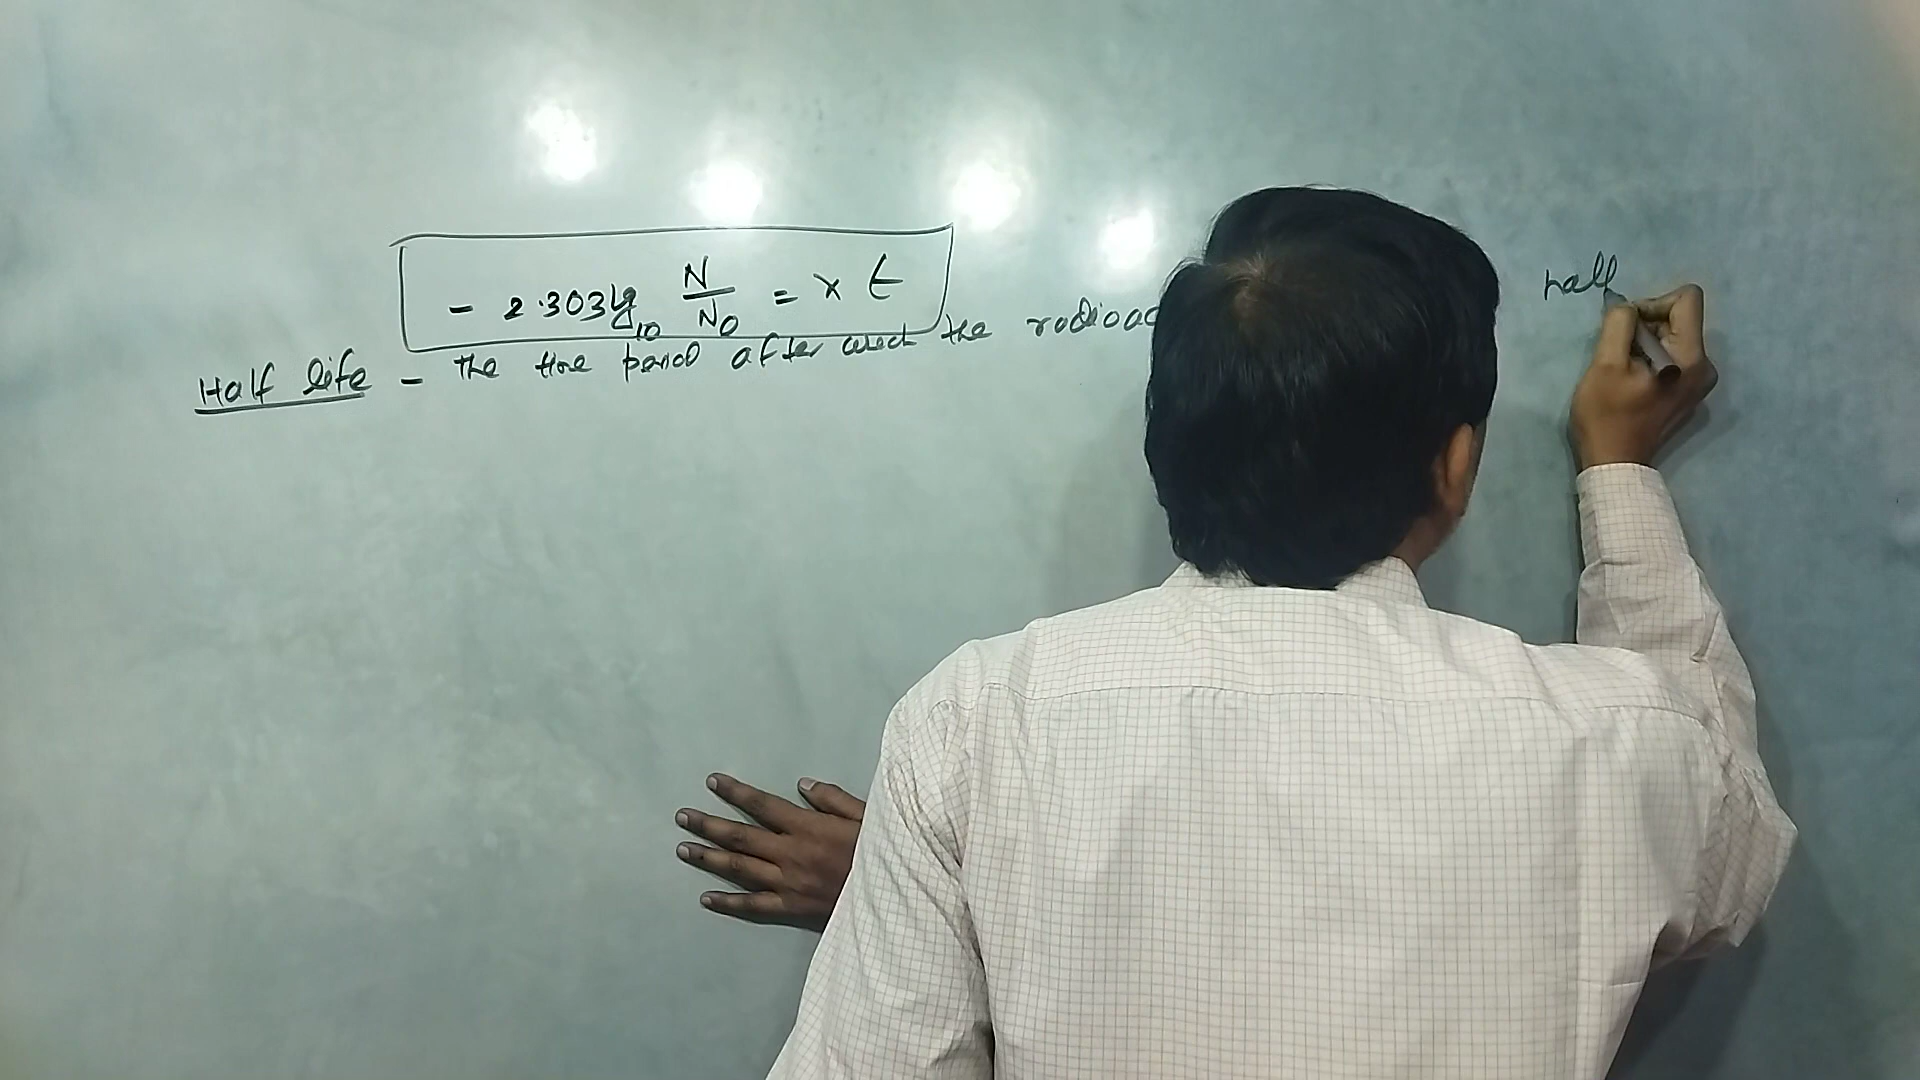 - 2.303 log10 N/N0 = x t
Half life - the time period after which the radioac half